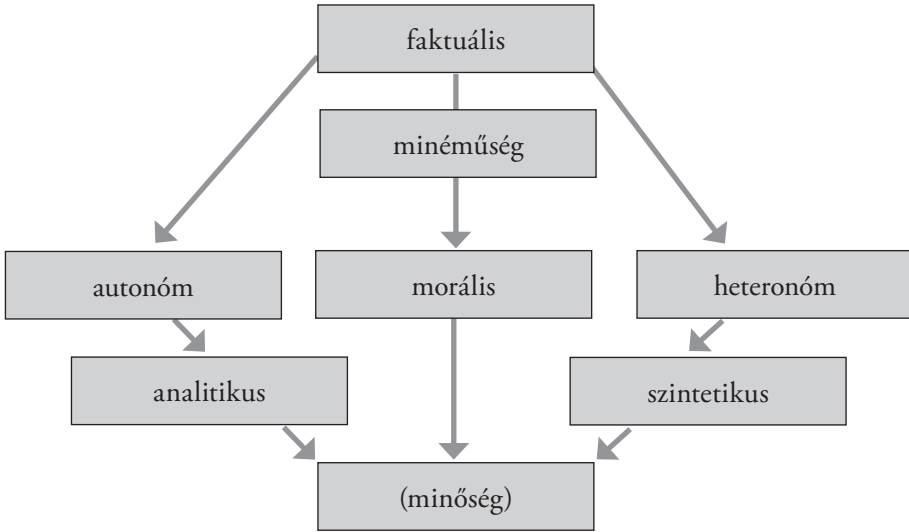 faktuális
minéműség
autonóm
morális
heteronóm
analitikus
szintetikus
(minőség)